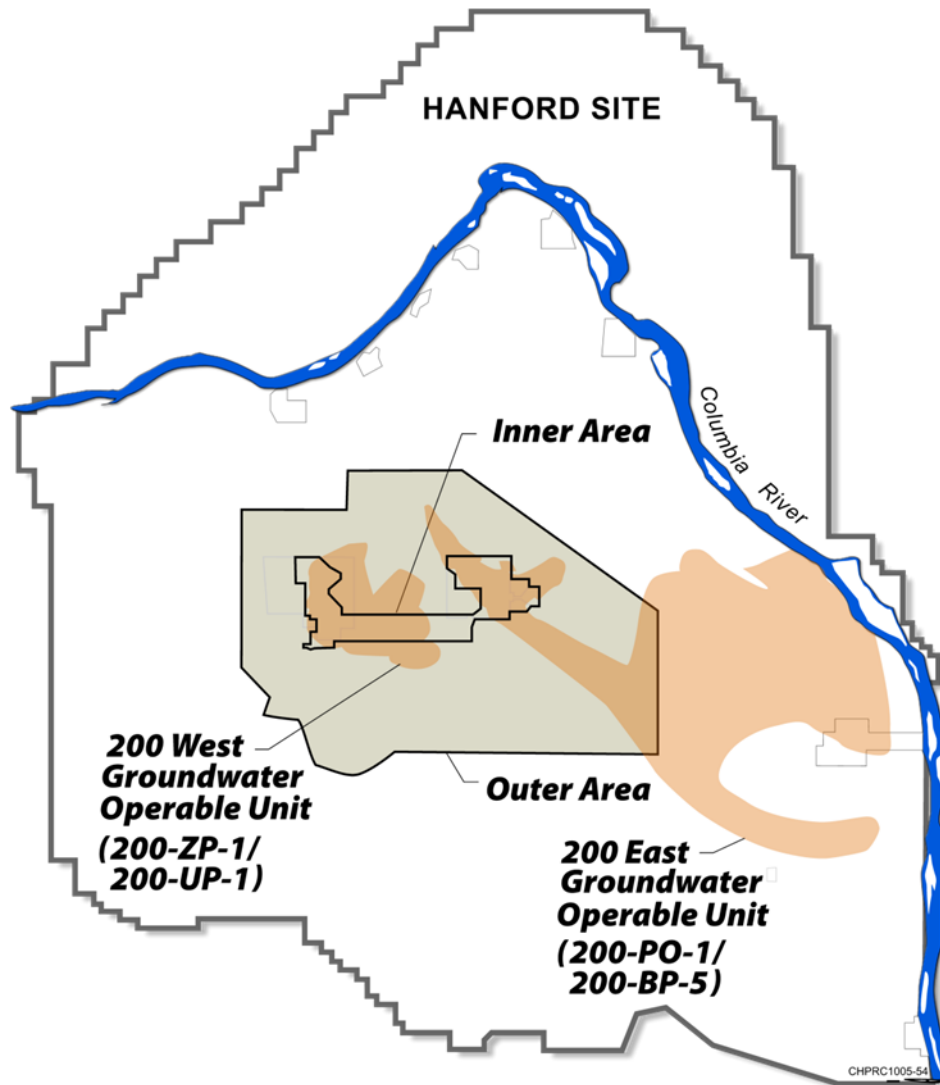 HANFORD SITE
Columbia River
Inner Area
200 West
Groundwater
Operable Unit
(200-ZP-1/
200-UP-1)
Outer Area
200 East
Groundwater
Operable Unit
(200-PO-1/
200-BP-5)
CHPRC1005-54